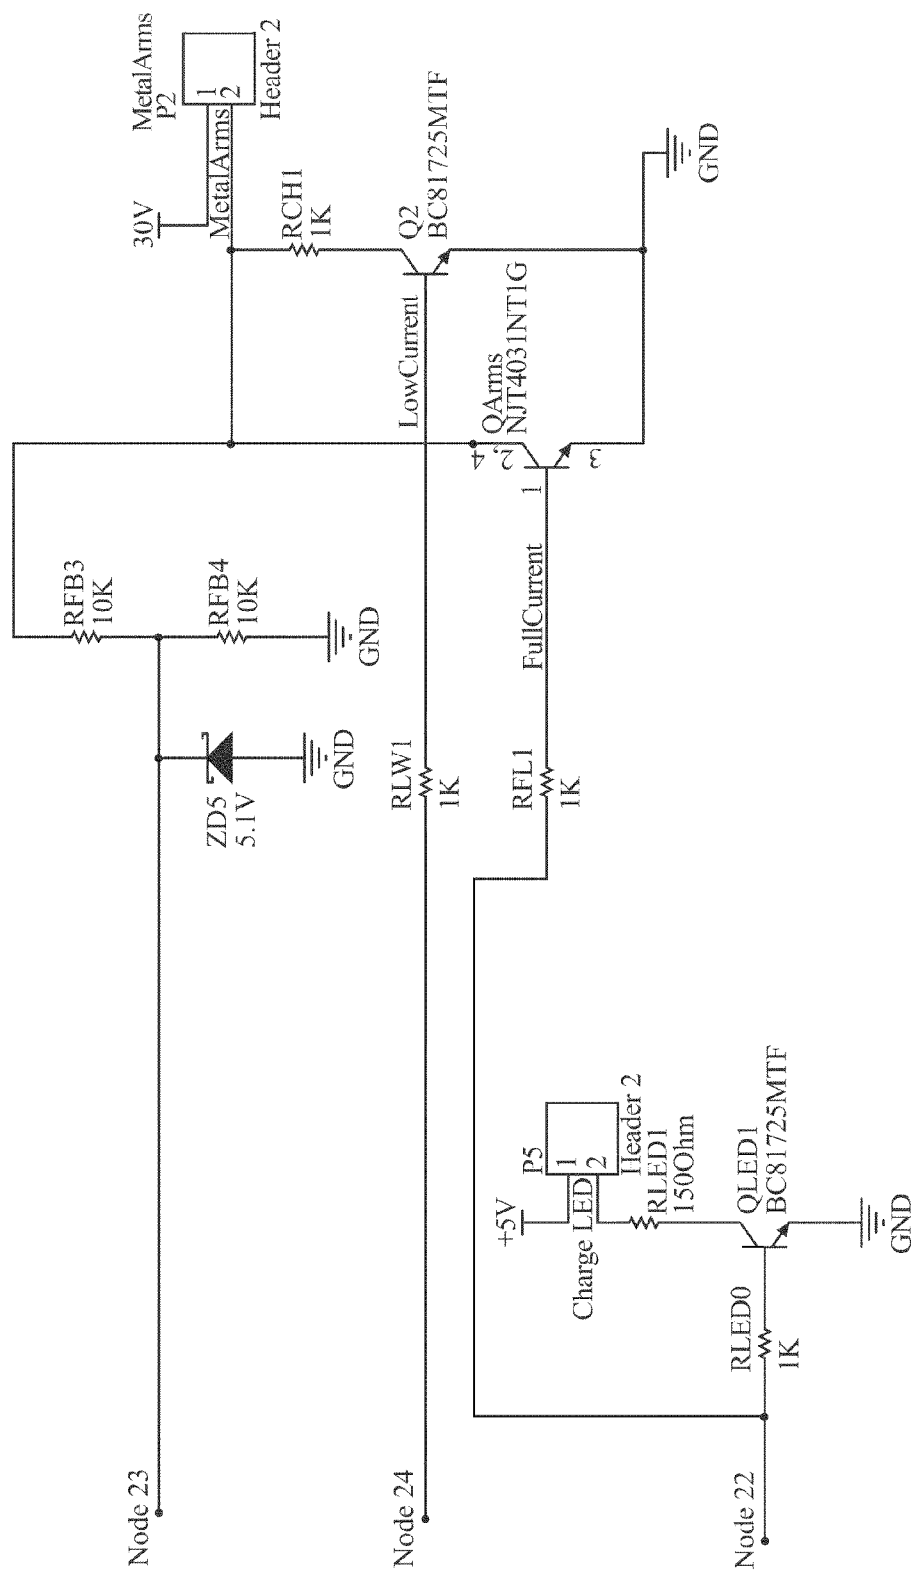 MetalArms
P2
1
2
Header 2
30V
MetalArms
RCH1
1K
Q2
BC81725MTF
GND
LowCurrent
QArms
NJT4031NT1G
2,4
3
1
FullCurrent
RFB3
10K
RFB4
10K
GND
ZD5
5.1V
GND
RLW1
1K
RFL1
1K
P5
1
2
Header 2
+5V
Charge LED
RLED1
150Ohm
QLED1
BC81725MTF
GND
RLED0
1K
Node 23
Node 24
Node 22